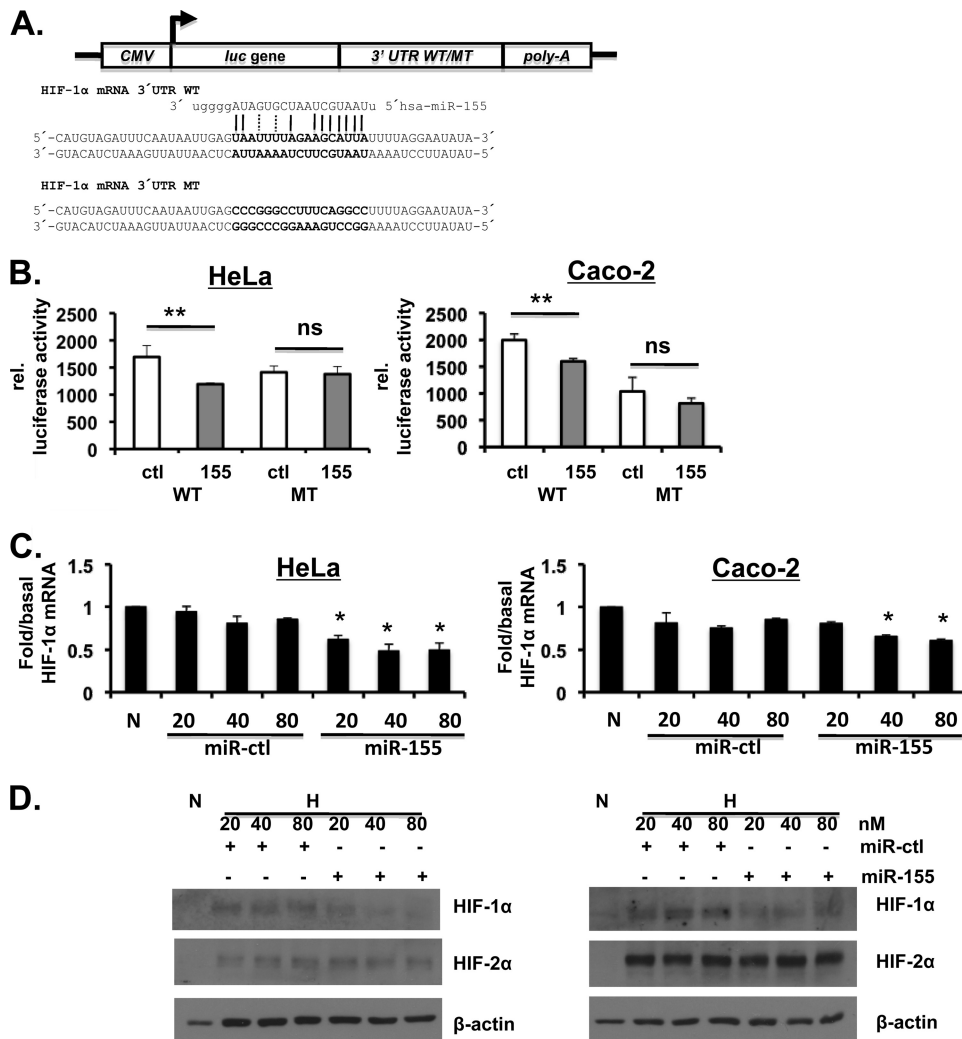 A.
CMV luc gene 3' UTR WT/MT poly-A
HIF-1α mRNA 3´UTR WT
3´ uggggAUAGUGCUAAUCGUAAUu 5´hsa-miR-155
5´-CAUGUAGAUUUCAAUAAUUGAGUAAUUUUAGAAGCAUUAUUUUAGGAAUAUA-3´
3´-GUACAUCUAAAGUUAUUAACUCAUUAAAAUCUUCGUAAUAAAAUCCUUAUAU-5´
HIF-1α mRNA 3´UTR MT
5´-CAUGUAGAUUUCAAUAAUUGAGCCCGGGCCUUUCAGGCCUUUUAGGAAUAUA-3´
3´-GUACAUCUAAAGUUAUUAACUCGGGCCCGGAAAGUCCGGAAAAUCCUUAUAU-5´
B.
HeLa
rel.
luciferase activity
2500
2000
1500
1000
500
0
**
ns
ctl 155 ctl 155
WT MT
Caco-2
rel.
luciferase activity
2500
2000
1500
1000
500
0
**
ns
ctl 155 ctl 155
WT MT
C.
HeLa
Fold/basal
HIF-1α mRNA
1.5
1
0.5
0
* * *
N 20 40 80 20 40 80
miR-ctl miR-155
Caco-2
Fold/basal
HIF-1α mRNA
1.5
1
0.5
0
* *
N 20 40 80 20 40 80
miR-ctl miR-155
D.
N H
20 40 80 20 40 80
+ + + - - -
- - - + + +
HIF-1α
HIF-2α
β-actin
N H
20 40 80 20 40 80 nM
+ + + - - - miR-ctl
- - - + + + miR-155
HIF-1α
HIF-2α
β-actin